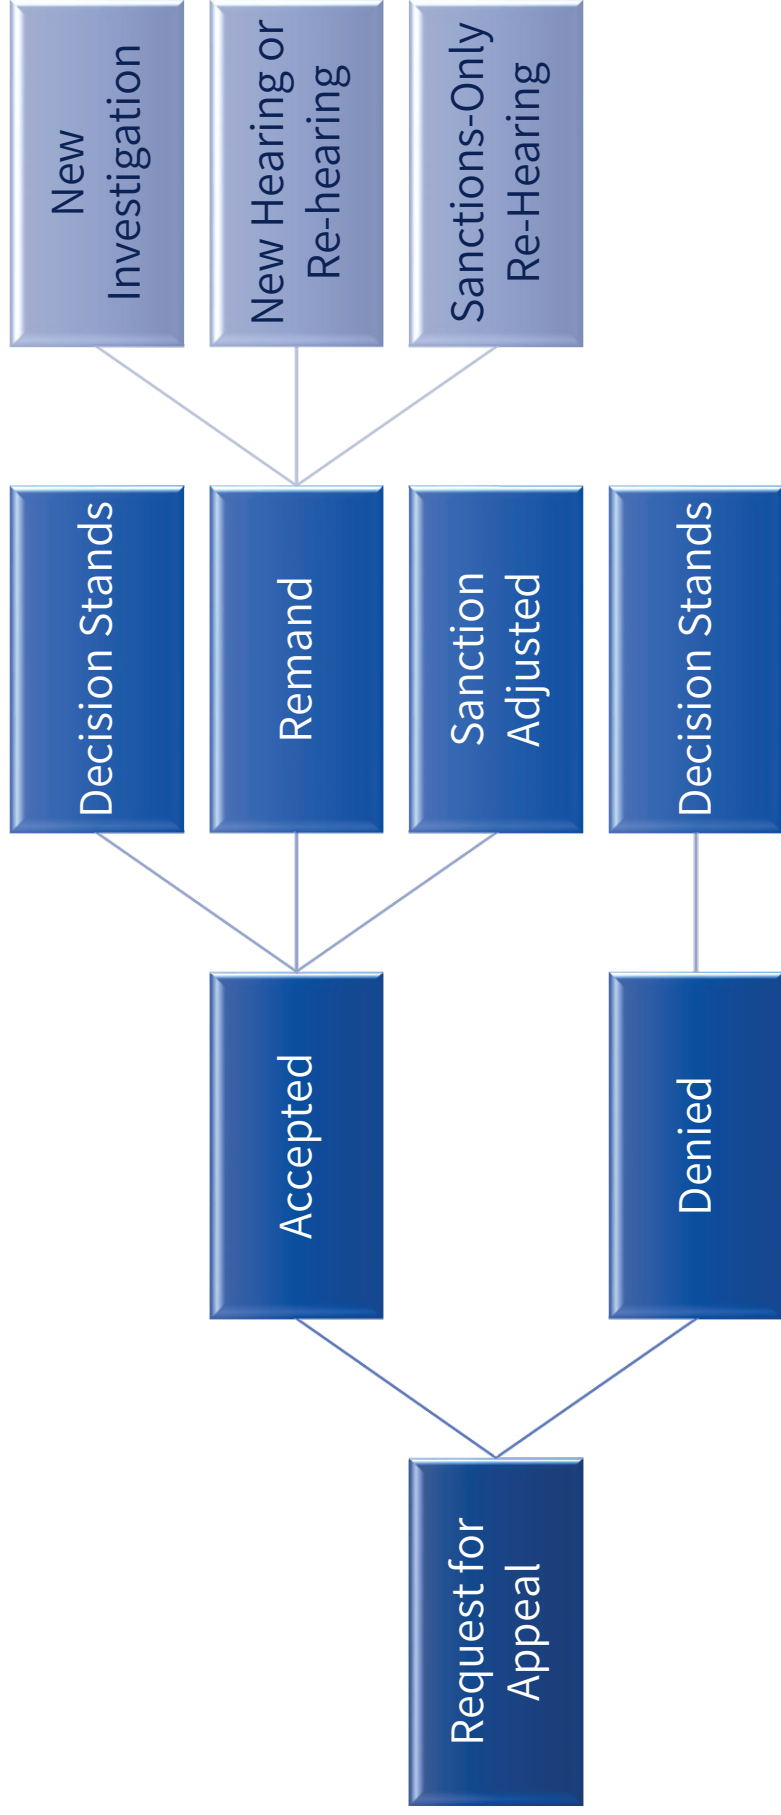 Request for
Appeal
Accepted
Denied
Decision Stands
Remand
Sanction
Adjusted
Decision Stands
New
Investigation
New Hearing or
Re-hearing
Sanctions-Only
Re-Hearing